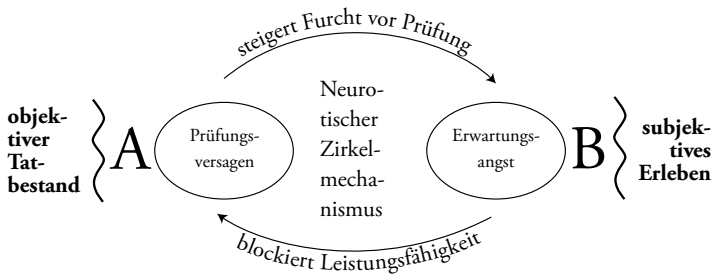 steigert Furcht vor Prüfung
objek-
tiver
Tat-
bestand
A
Prüfungs-
versagen
Neuro-
tischer
Zirkel-
mecha-
nismus
Erwartungs-
angst
B
subjek-
tives
Erleben
blockiert Leistungsfähigkeit